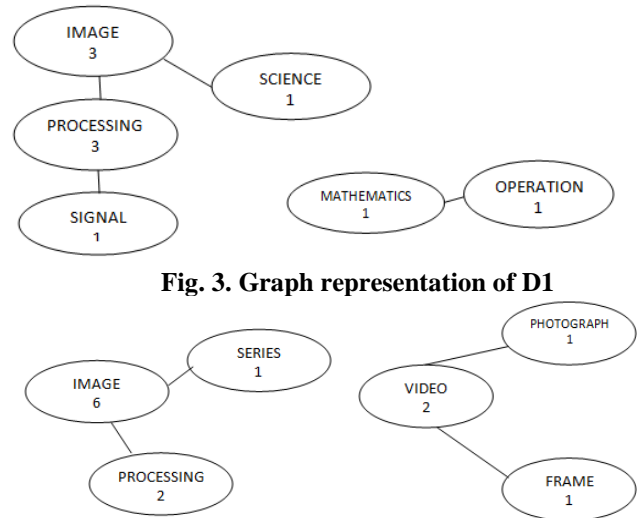 IMAGE
3
SCIENCE
1
PROCESSING
3
SIGNAL
1
MATHEMATICS
1
OPERATION
1
Fig. 3. Graph representation of D1
IMAGE
6
SERIES
1
PROCESSING
2
PHOTOGRAPH
1
VIDEO
2
FRAME
1